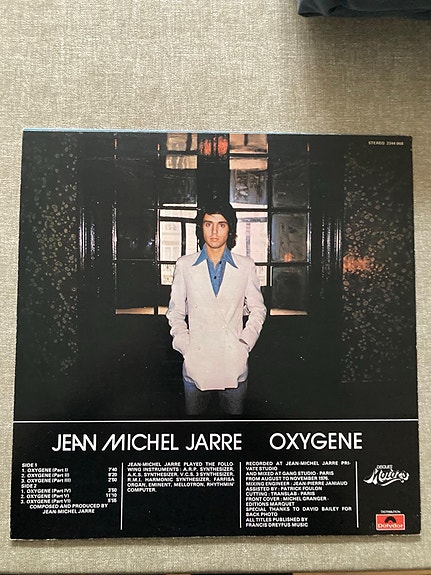 STEREO 2344 068
JEAN MICHEL JARRE OXYGENE
SIDE 1
1. OXYGENE (Part I) 7'40
2. OXYGENE (Part II) 8'20
3. OXYGENE (Part III) 2'50
SIDE 2
1. OXYGENE (Part IV) 3'50
2. OXYGENE (Part V) 11'10
3. OXYGENE (Part VI) 5'55
COMPOSED AND PRODUCED BY
JEAN-MICHEL JARRE
JEAN-MICHEL JARRE PLAYED THE FOLLO
WING INSTRUMENTS : A.R.P. SYNTHESIZER,
A.K.S. SYNTHESIZER, V.C.S. 3 SYNTHESIZER,
R.M.I. HARMONIC SYNTHESIZER, FARFISA
ORGAN, EMINENT, MELLOTRON, RHYTHMIN'
COMPUTER.
RECORDED AT JEAN-MICHEL JARRE PRI-
VATE STUDIO
AND MIXED AT GANG STUDIO - PARIS
FROM AUGUST TO NOVEMBER 1976.
MIXING ENGINEER : JEAN PIERRE JANIAUD
ASSISTED BY : PATRICK FOULON
CUTTING : TRANSLAB - PARIS
FRONT COVER : MICHEL GRANGER
EDITIONS MARQUET
SPECIAL THANKS TO DAVID BAILEY FOR
BACK PHOTO
ALL TITLES PUBLISHED BY
FRANCIS DREYFUS MUSIC
DISQUES
Motors
DISTRIBUTION
Polydor